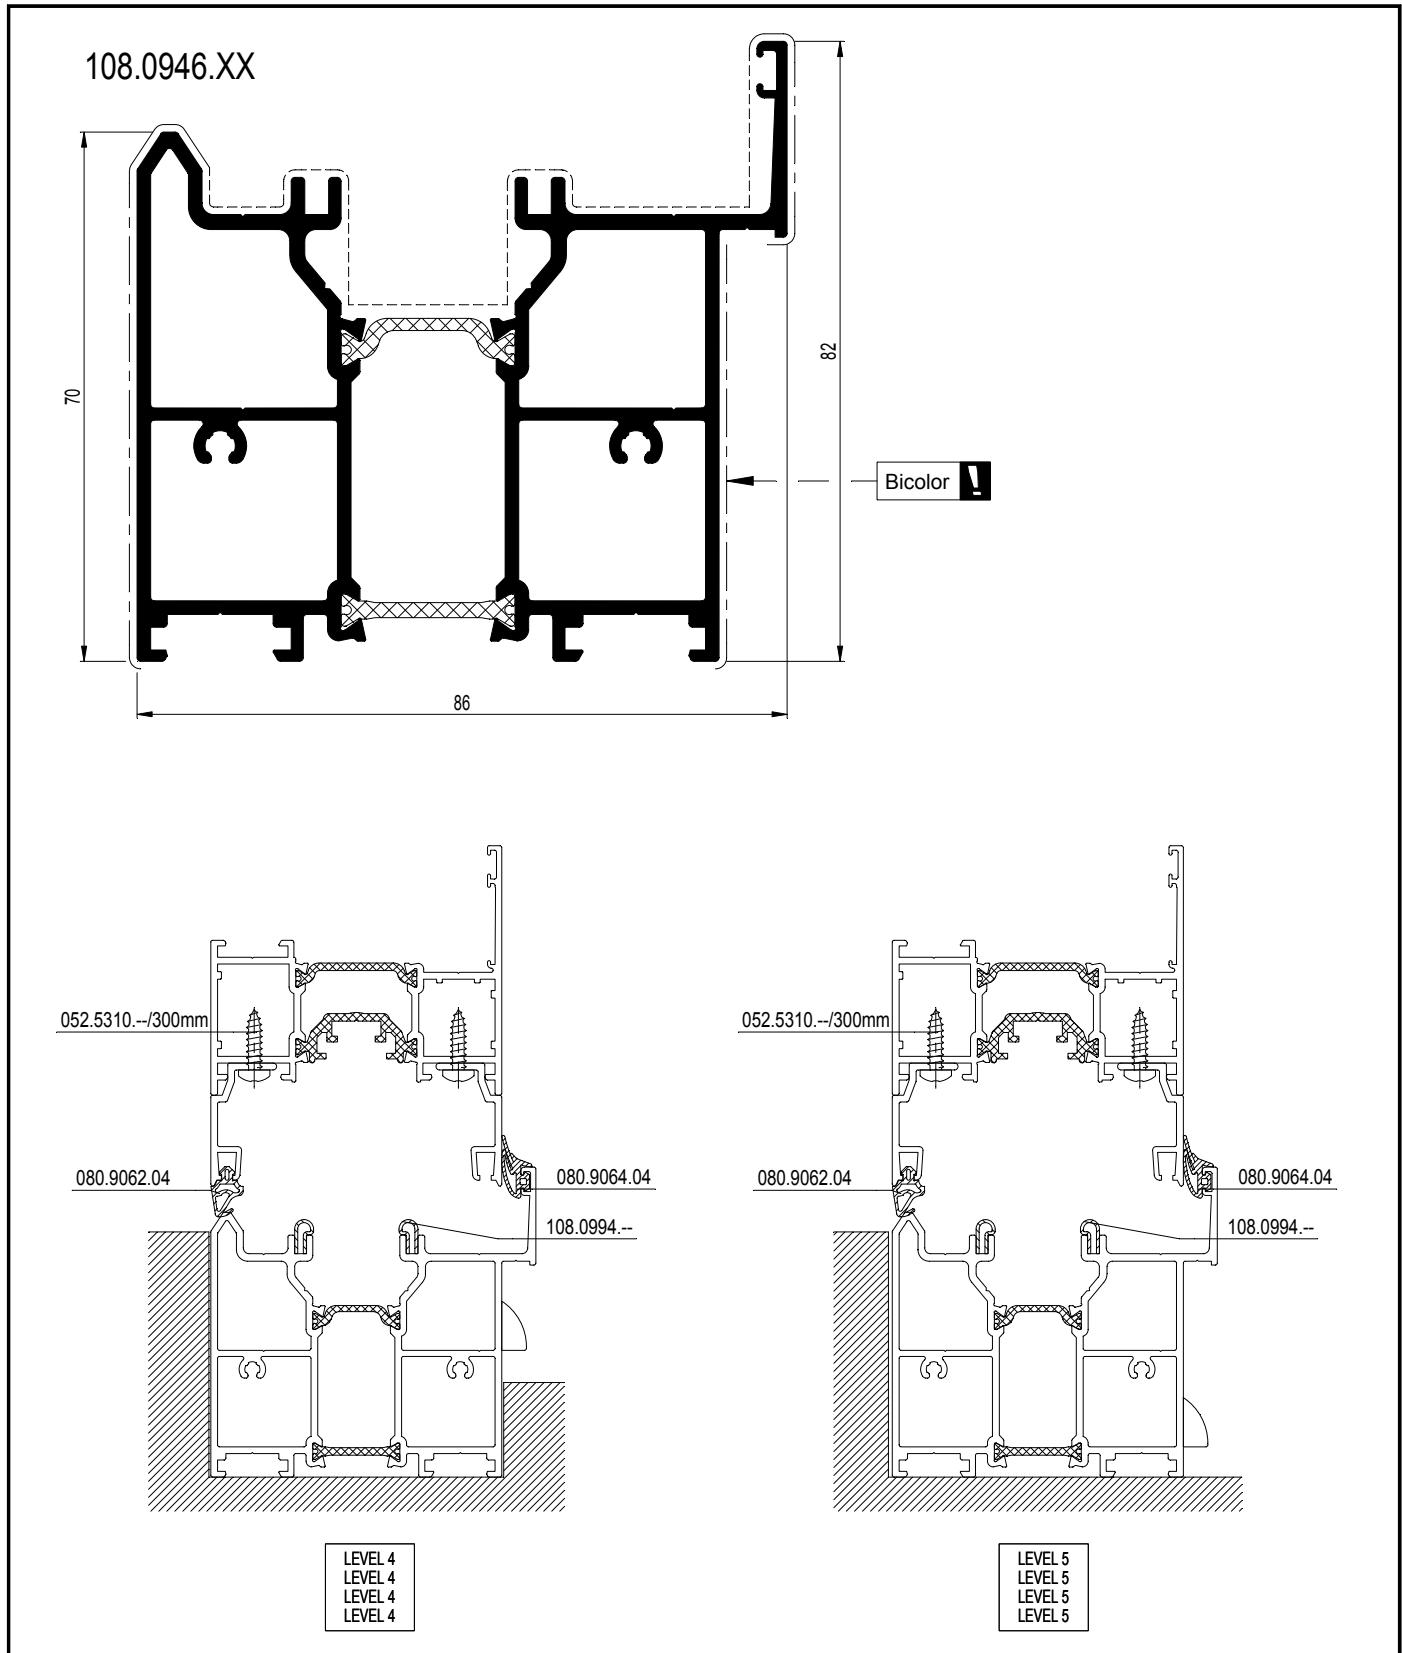 108.0946.XX
70
82
Bicolor !
86
052.5310.--/300mm
080.9062.04
080.9064.04
108.0994.--
052.5310.--/300mm
080.9062.04
080.9064.04
108.0994.--
LEVEL 4
LEVEL 4
LEVEL 4
LEVEL 4
LEVEL 5
LEVEL 5
LEVEL 5
LEVEL 5